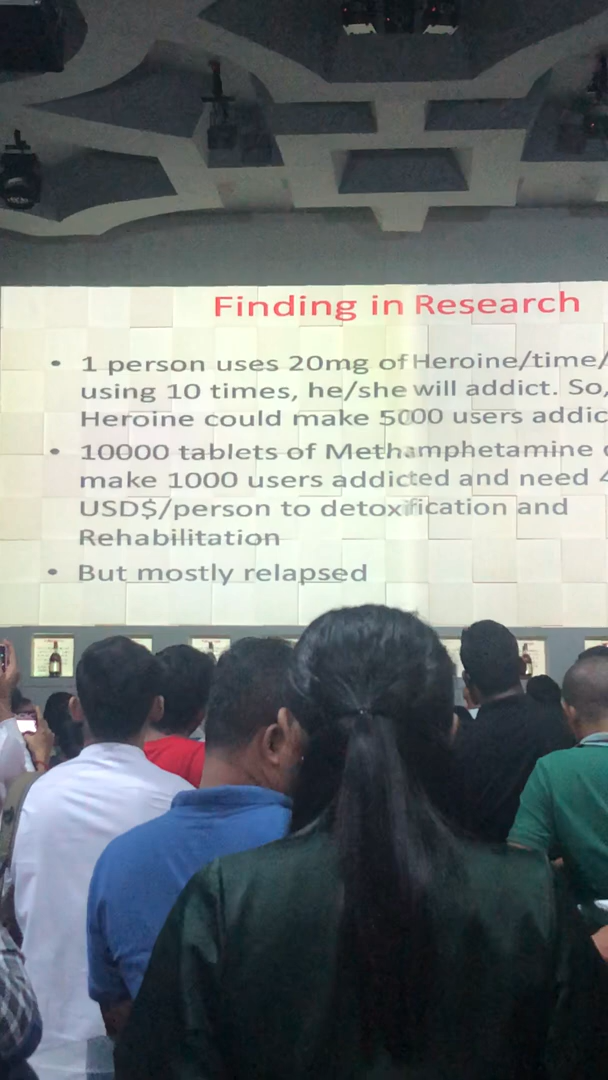 Finding in Research
• 1 person uses 20mg of Heroine/time/
using 10 times, he/she will addict. So,
Heroine could make 5000 users addic
• 10000 tablets of Methamphetamine
make 1000 users addicted and need 4
USD$/person to detoxification and
Rehabilitation
• But mostly relapsed